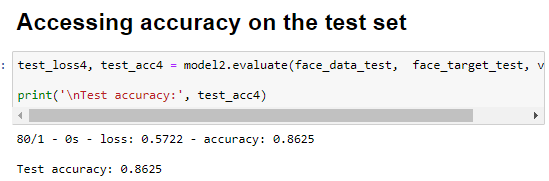 Accessing accuracy on the test set
: test_loss4, test_acc4 = model2.evaluate(face_data_test,  face_target_test, v
print('\nTest accuracy:', test_acc4)
80/1 - 0s - loss: 0.5722 - accuracy: 0.8625
Test accuracy: 0.8625